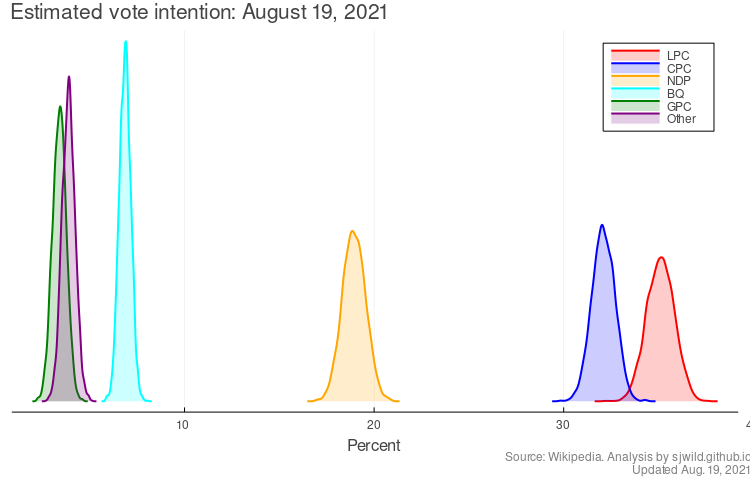 Estimated vote intention: August 19, 2021
LPC
CPC
NDP
BQ
GPC
Other
10
20
30
4
Percent
Source: Wikipedia. Analysis by sjwild.github.io
Updated Aug. 19, 2021